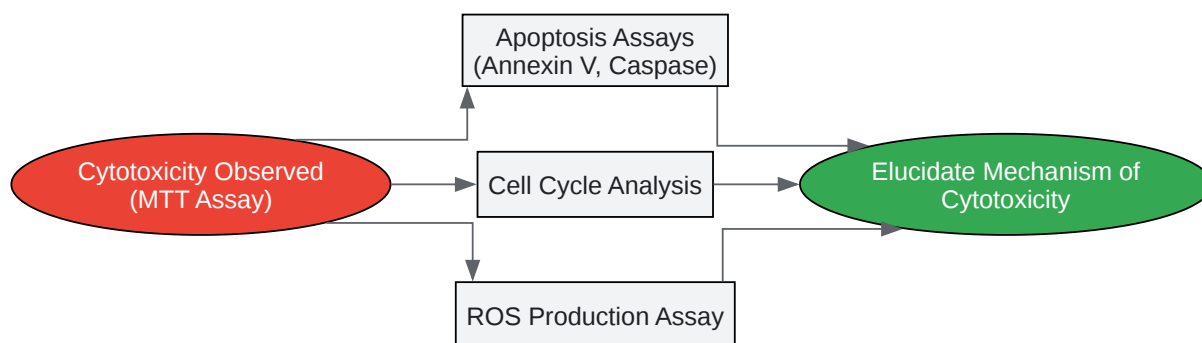 Apoptosis Assays
(Annexin V, Caspase)
Cytotoxicity Observed
(MTT Assay)
Cell Cycle Analysis
Elucidate Mechanism of
Cytotoxicity
ROS Production Assay